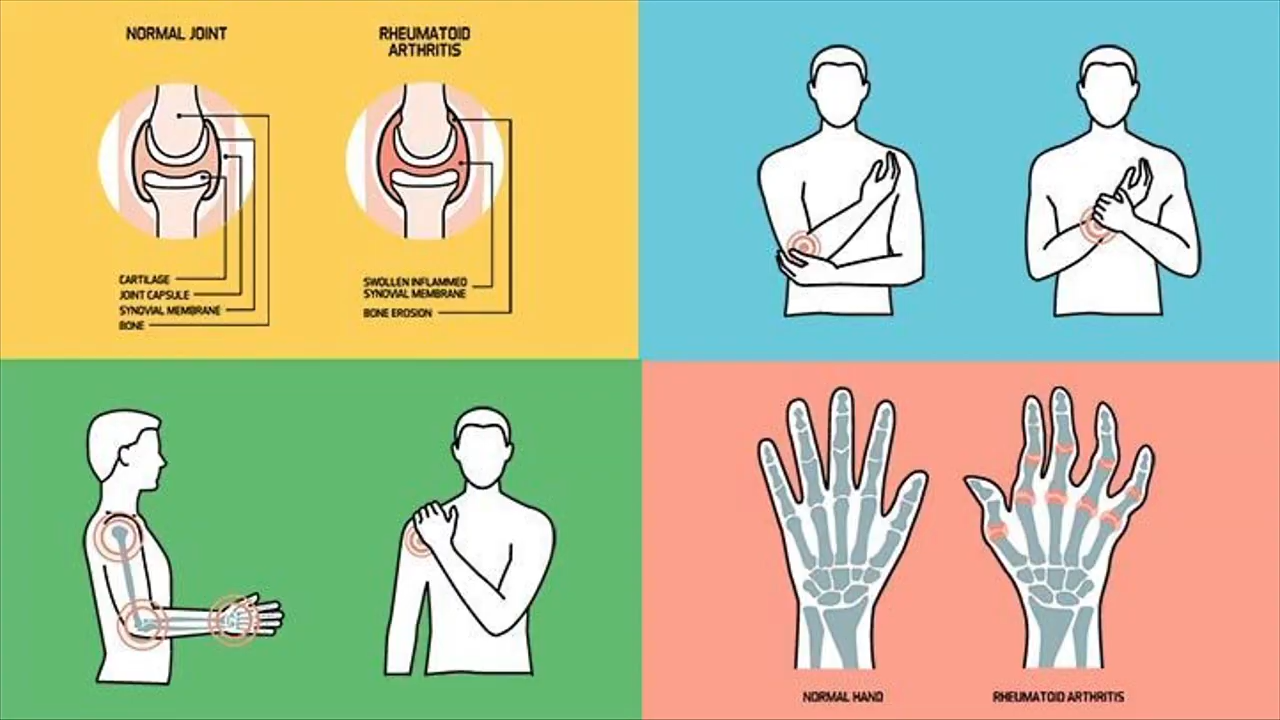 NORMAL JOINT
RHEUMATOID
ARTHRITIS
CARTILAGE
JOINT CAPSULE
SYNOVIAL MEMBRANE
BONE
SWOLLEN INFLAMMED
SYNOVIAL MEMBRANE
BONE EROSION
NORMAL HAND
RHEUMATOID ARTHRITIS